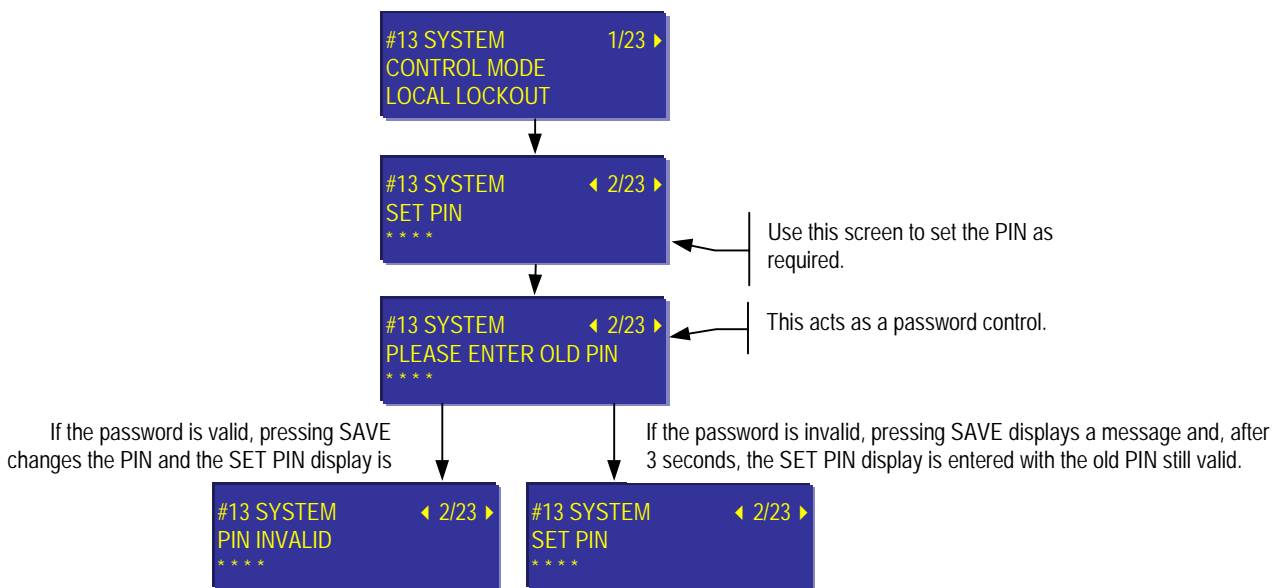 #13 SYSTEM 1/23 ▶
CONTROL MODE
LOCAL LOCKOUT
#13 SYSTEM ◀ 2/23 ▶
SET PIN
* * * *
Use this screen to set the PIN as
required.
#13 SYSTEM ◀ 2/23 ▶
PLEASE ENTER OLD PIN
* * * *
This acts as a password control.
If the password is valid, pressing SAVE
changes the PIN and the SET PIN display is
If the password is invalid, pressing SAVE displays a message and, after
3 seconds, the SET PIN display is entered with the old PIN still valid.
#13 SYSTEM ◀ 2/23 ▶
PIN INVALID
* * * *
#13 SYSTEM ◀ 2/23 ▶
SET PIN
* * * *